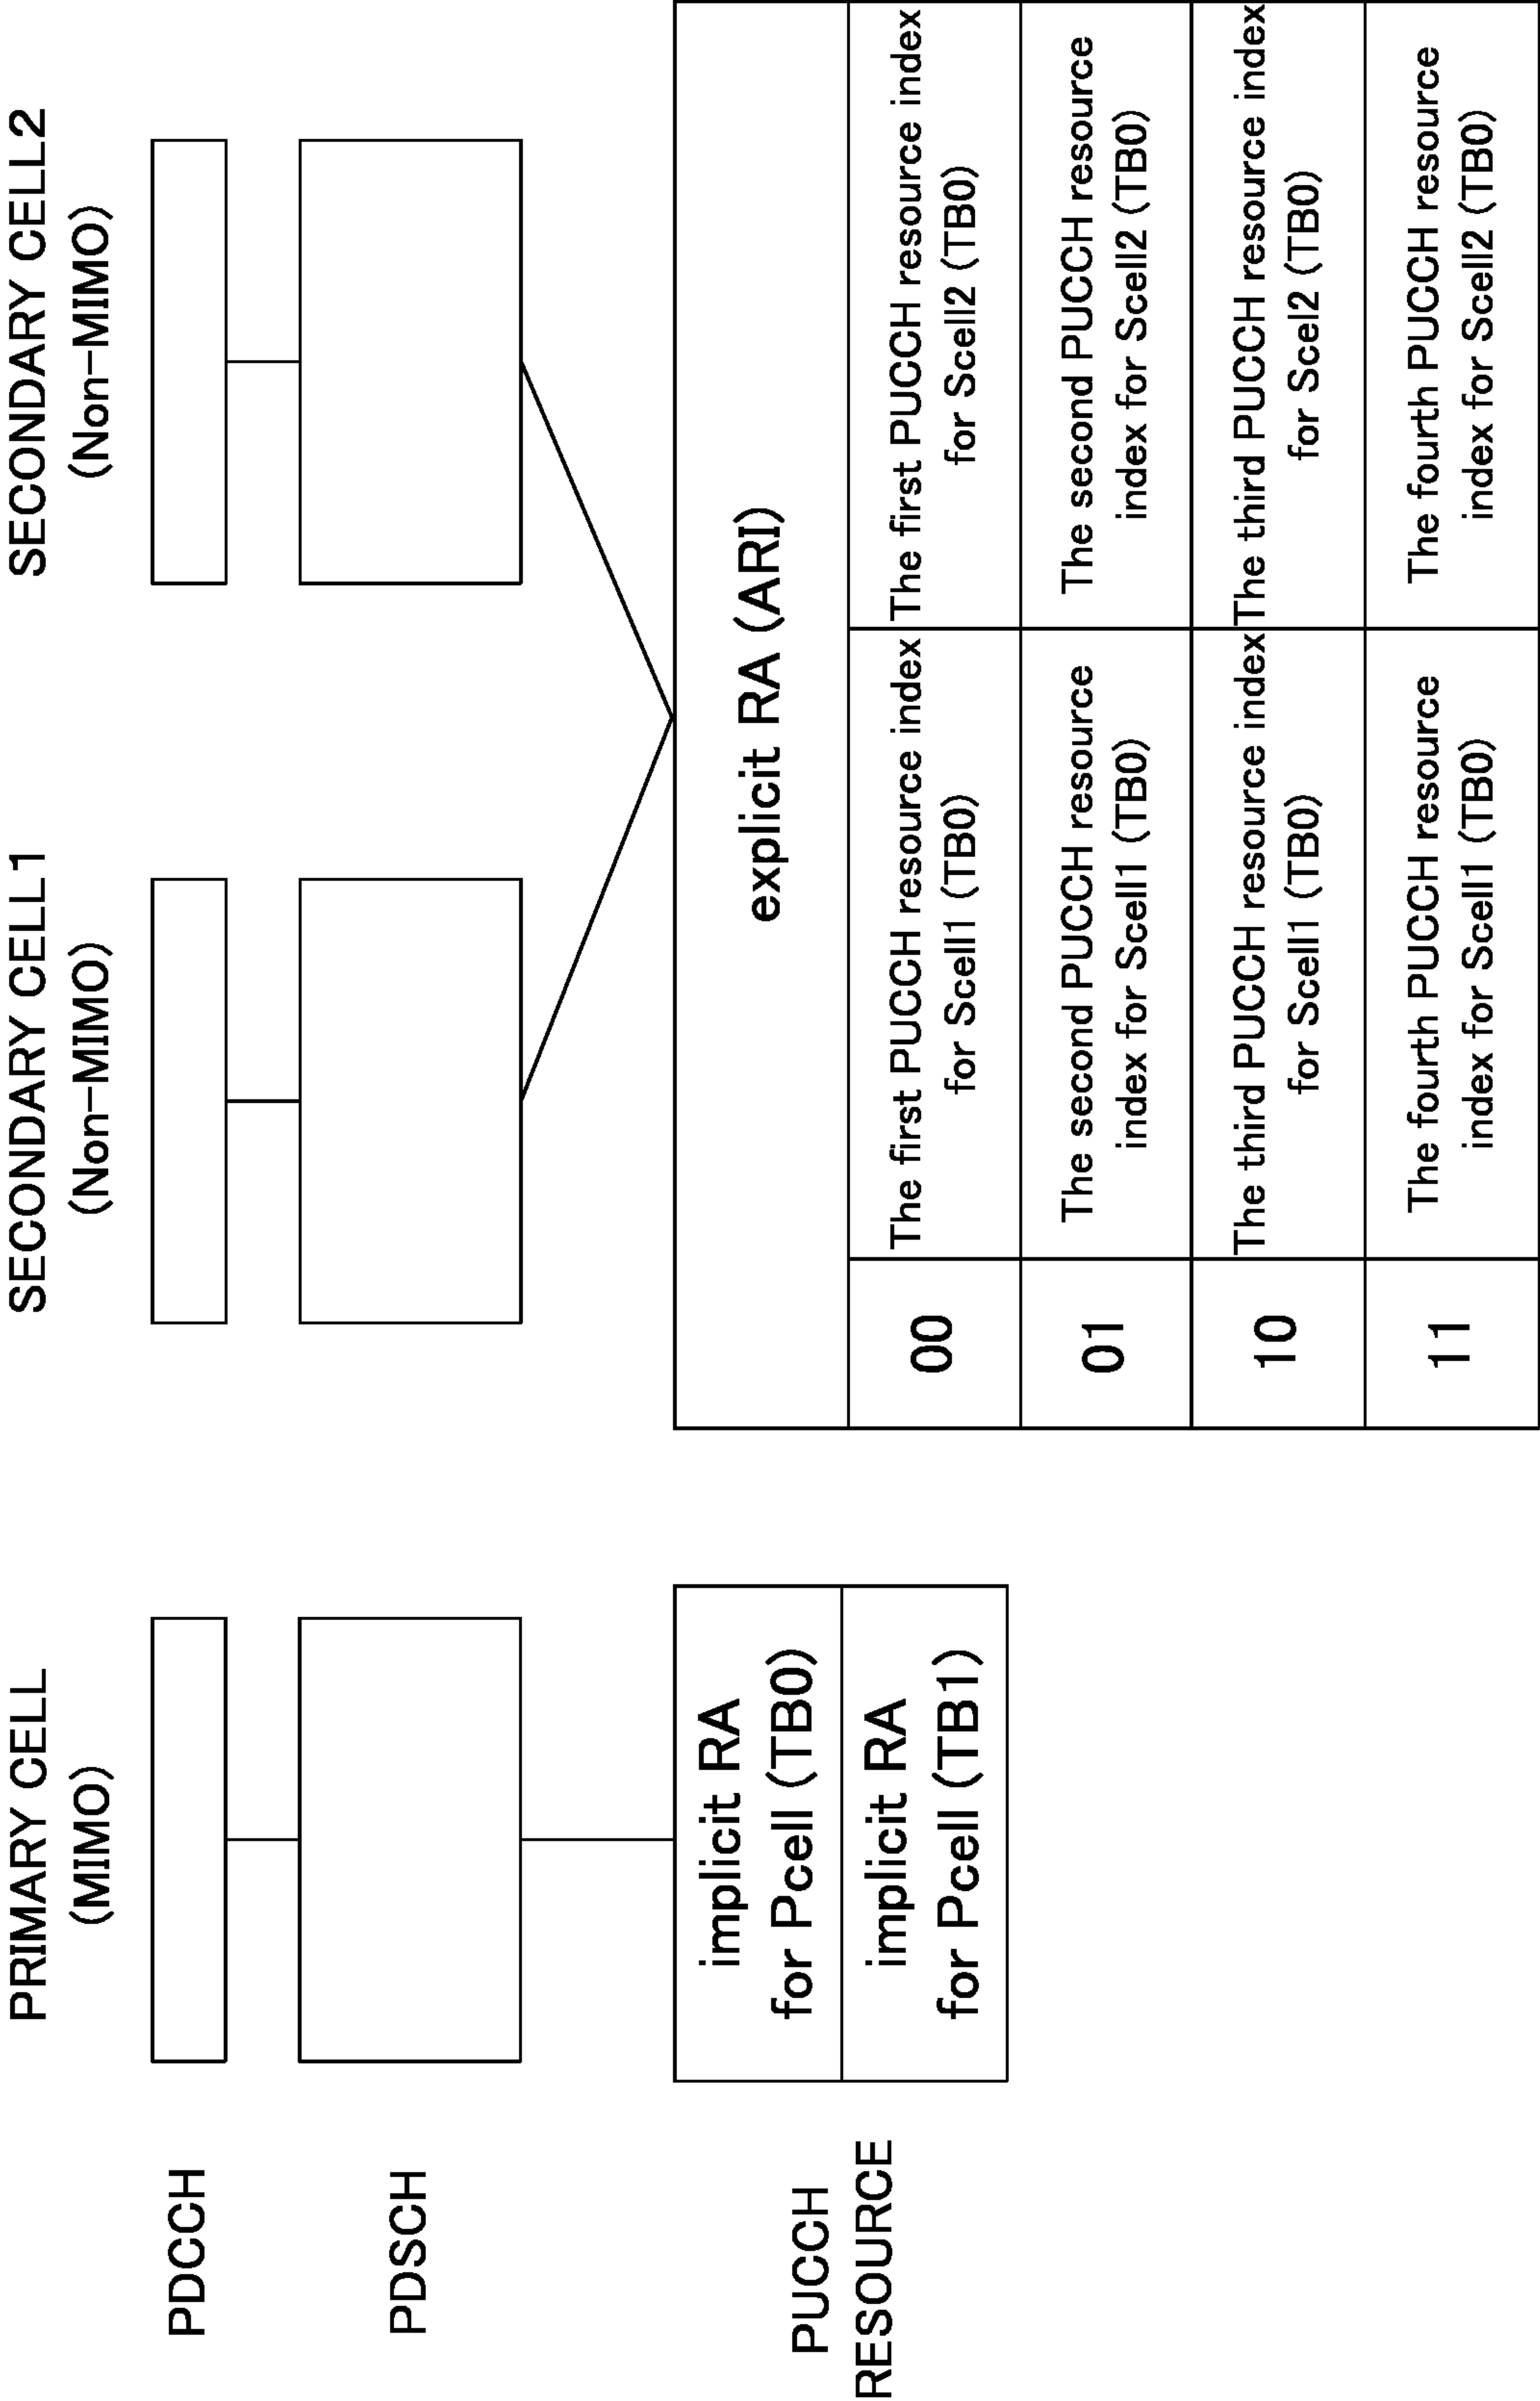 PRIMARY CELL
(MIMO)
SECONDARY CELL1
(Non-MIMO)
SECONDARY CELL2
(Non-MIMO)
PDCCH
PDSCH
PUCCH
RESOURCE
implicit RA
for Pcell (TB0)
implicit RA
for Pcell (TB1)
explicit RA (ARI)
00
The first PUCCH resource index
for Scell1 (TB0)
The first PUCCH resource index
for Scell2 (TB0)
01
The second PUCCH resource
index for Scell1 (TB0)
The second PUCCH resource
index for Scell2 (TB0)
10
The third PUCCH resource index
for Scell1 (TB0)
The third PUCCH resource index
for Scel2 (TB0)
11
The fourth PUCCH resource
index for Scell1 (TB0)
The fourth PUCCH resource
index for Scell2 (TB0)